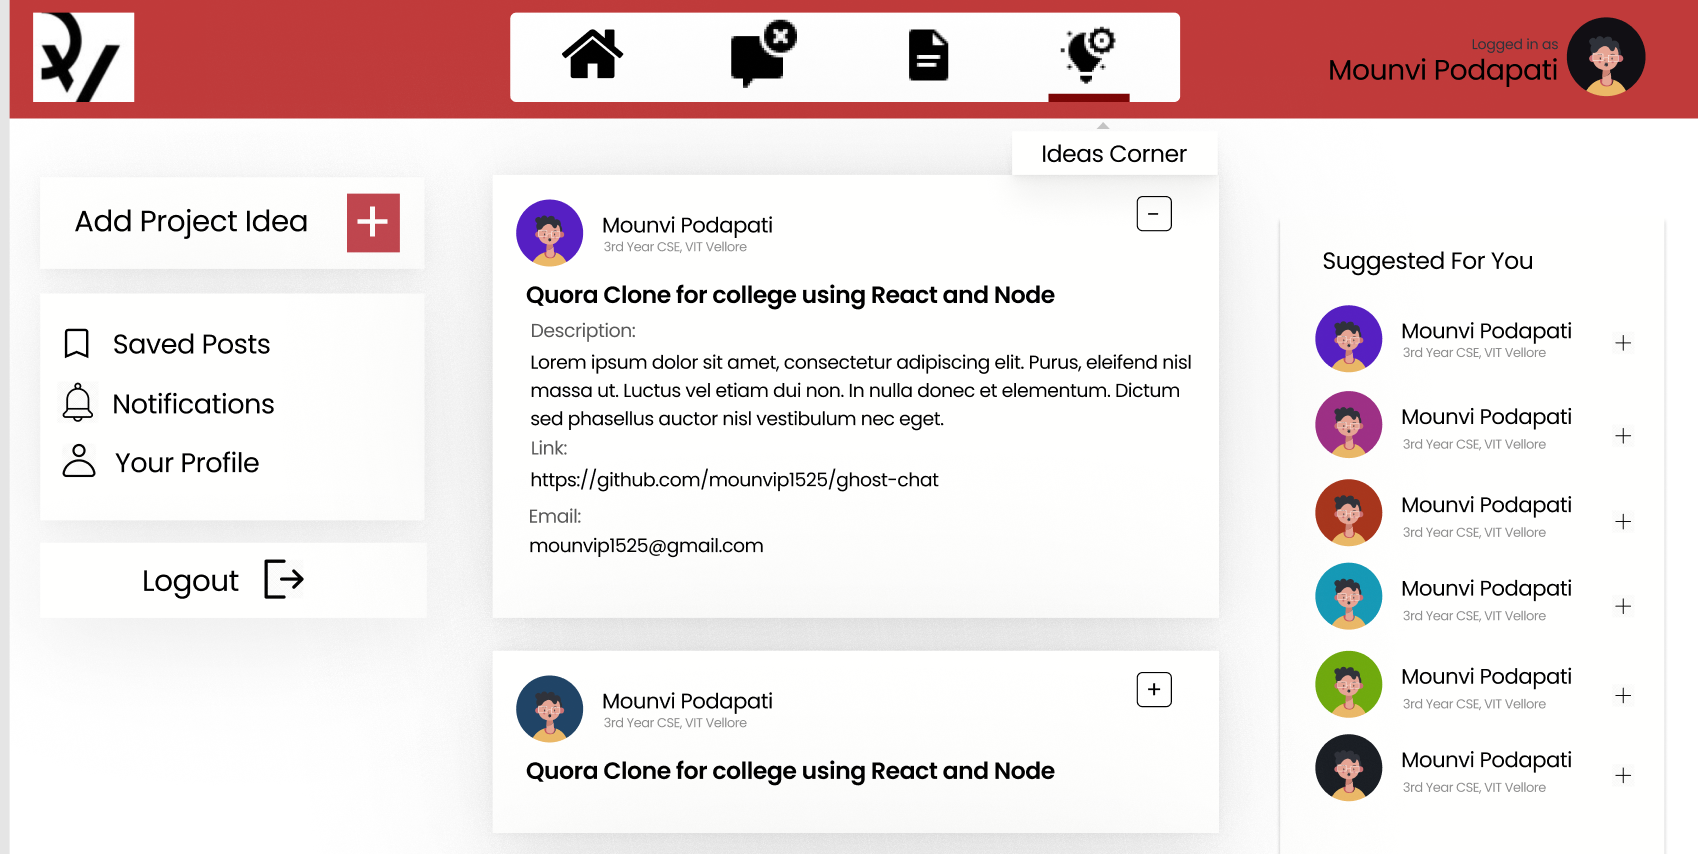 Logged in as
Mounvi Podapati
Ideas Corner
Add Project Idea
Saved Posts
Notifications
Your Profile
Logout
Mounvi Podapati
3rd Year CSE, VIT Vellore
Quora Clone for college using React and Node
Description:
Lorem ipsum dolor sit amet, consectetur adipiscing elit. Purus, eleifend nisl
massa ut. Luctus vel etiam dui non. In nulla donec et elementum. Dictum
sed phasellus auctor nisl vestibulum nec eget.
Link:
https://github.com/mounvip1525/ghost-chat
Email:
mounvip1525@gmail.com
Mounvi Podapati
3rd Year CSE, VIT Vellore
Quora Clone for college using React and Node
Suggested For You
Mounvi Podapati
3rd Year CSE, VIT Vellore
Mounvi Podapati
3rd Year CSE, VIT Vellore
Mounvi Podapati
3rd Year CSE, VIT Vellore
Mounvi Podapati
3rd Year CSE, VIT Vellore
Mounvi Podapati
3rd Year CSE, VIT Vellore
Mounvi Podapati
3rd Year CSE, VIT Vellore